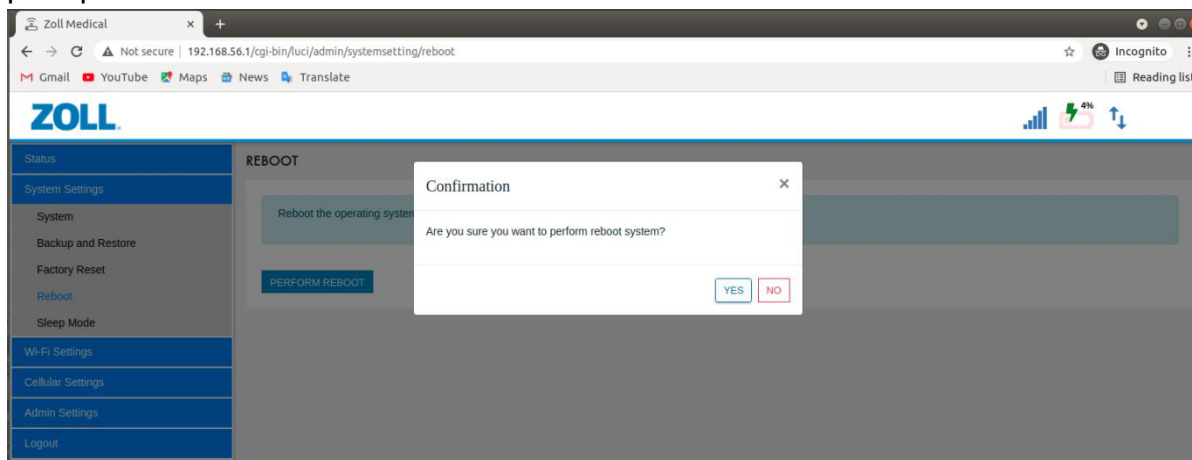 Zoll Medical
Not secure | 192.168.56.1/cgi-bin/luci/admin/systemsetting/reboot
Incognito
Gmail YouTube Maps News Translate
Reading list
ZOLL
4%
Status
REBOOT
System Settings
Confirmation
System
Reboot the operating system
Are you sure you want to perform reboot system?
Backup and Restore
Factory Reset
PERFORM REBOOT
YES NO
Reboot
Sleep Mode
Wi-Fi Settings
Cellular Settings
Admin Settings
Logout